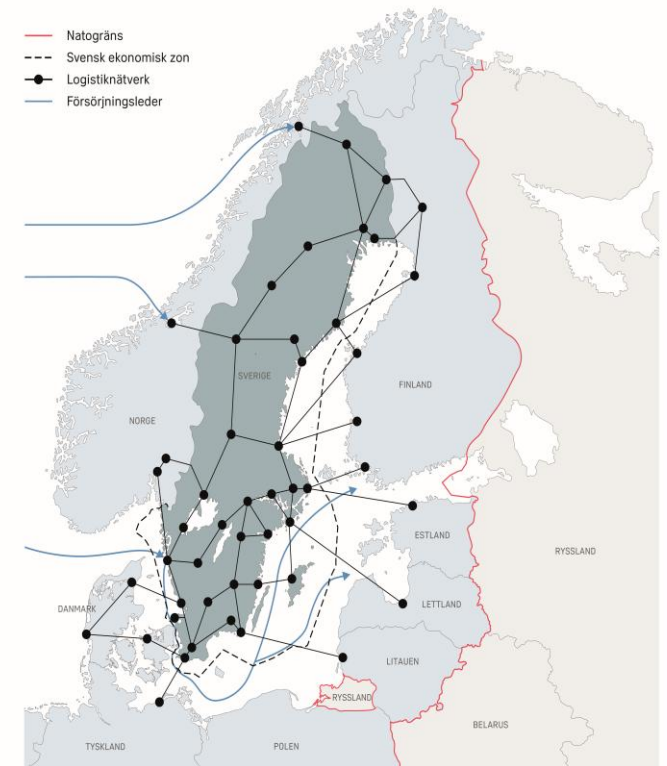 Natogräns
Svensk ekonomisk zon
Logistiknätverk
Försörjningsleder
SVERIGE
FINLAND
NORGE
ESTLAND
RYSSLAND
LETTLAND
DANMARK
LITAUEN
RYSSLAND
BELARUS
TYSKLAND
POLEN